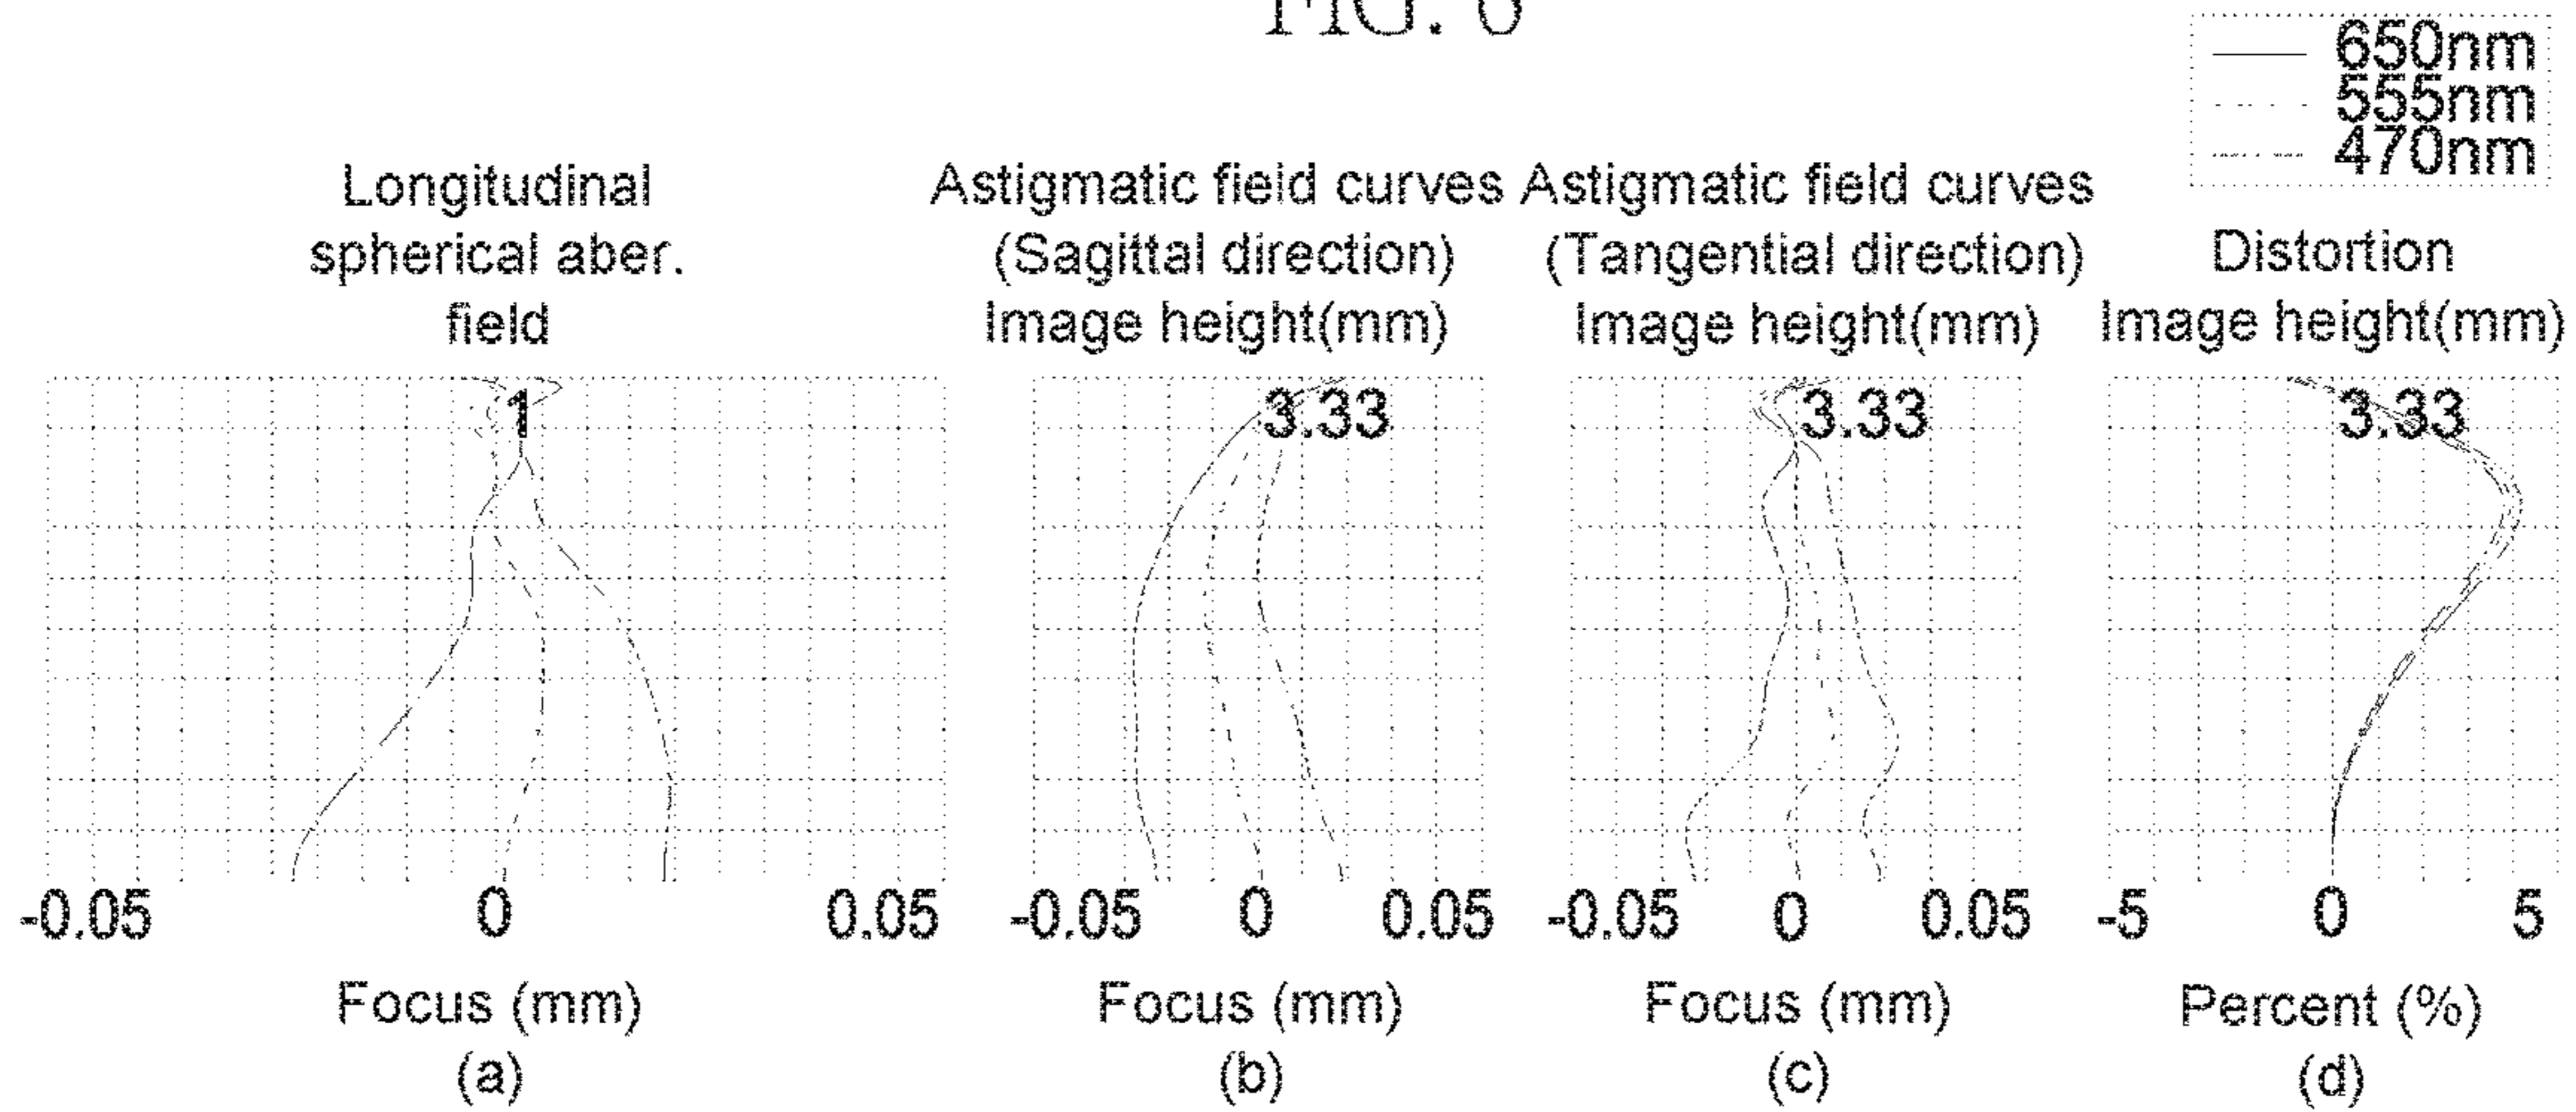 FIG. 6
650nm
555nm
470nm
Longitudinal
spherical aber.
field
Astigmatic field curves
(Sagittal direction)
Image height(mm)
Astigmatic field curves
(Tangential direction)
Image height(mm)
Distortion
Image height(mm)
1
3.33
3.33
3.33
-0.05 0 0.05
-0.05 0 0.05
-0.05 0 0.05
-5 0 5
Focus (mm)
Focus (mm)
Focus (mm)
Percent (%)
(a)
(b)
(c)
(d)